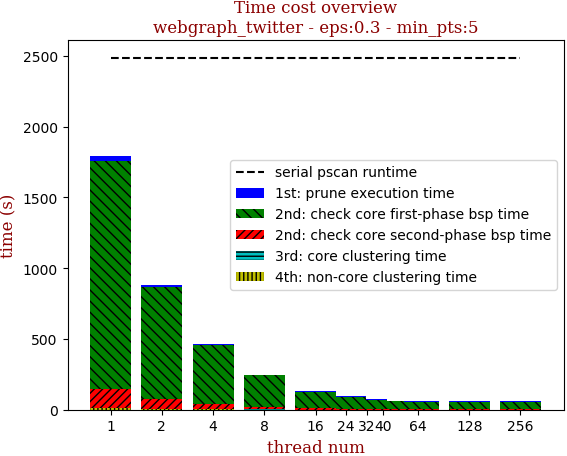 Time cost overview
webgraph_twitter - eps:0.3 - min_pts:5
time (s)
2500
2000
1500
1000
500
0
serial pscan runtime
1st: prune execution time
2nd: check core first-phase bsp time
2nd: check core second-phase bsp time
3rd: core clustering time
4th: non-core clustering time
1 2 4 8 16 24 32 40 64 128 256
thread num